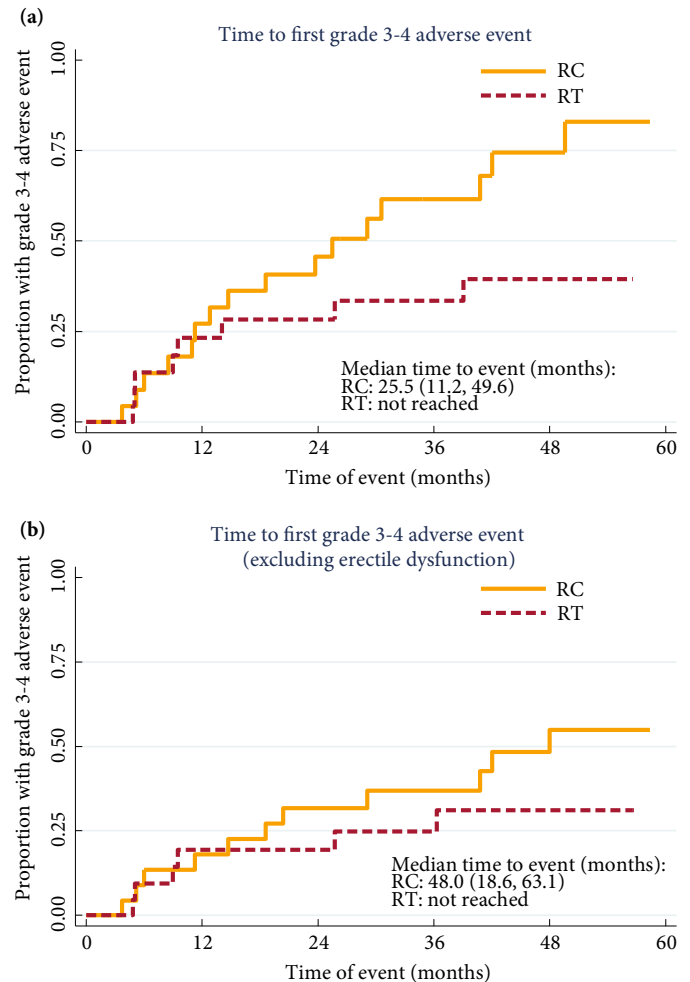 (a)
Time to first grade 3-4 adverse event
RC
RT
Proportion with grade 3-4 adverse event
1.00
0.75
0.50
0.25
0.00
Median time to event (months):
RC: 25.5 (11.2, 49.6)
RT: not reached
0 12 24 36 48 60
Time of event (months)
(b)
Time to first grade 3-4 adverse event
(excluding erectile dysfunction)
RC
RT
Proportion with grade 3-4 adverse event
1.00
0.75
0.50
0.25
0.00
Median time to event (months):
RC: 48.0 (18.6, 63.1)
RT: not reached
0 12 24 36 48 60
Time of event (months)